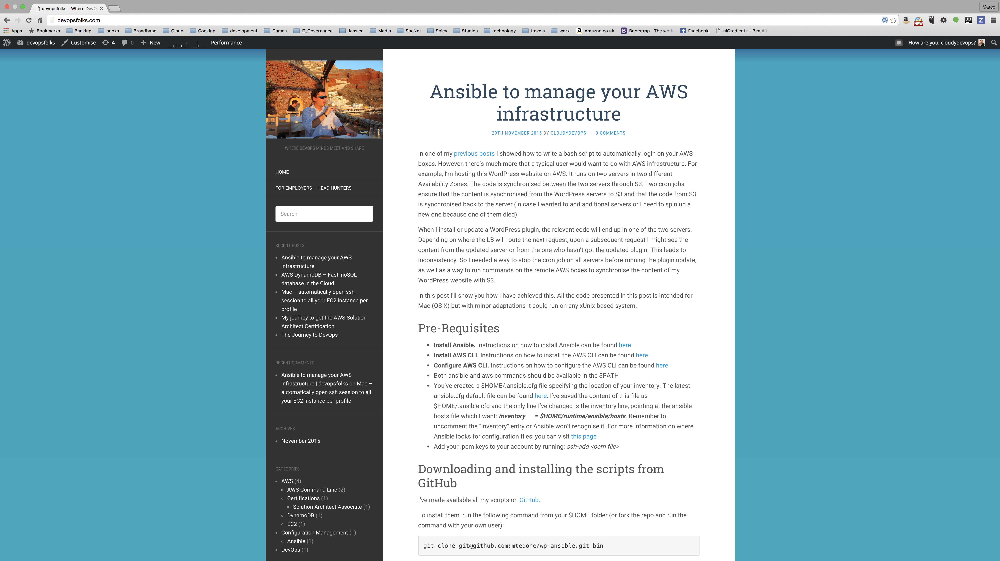 devopsfolks – Where DevO
Marco
devopsfolks.com
Apps Bookmarks Banking books Broadband Cloud Cooking development Games IT_Governance Jessica Media SocNet Spicy Studies technology travels work Amazon.co.uk Bootstrap · The worl Facebook uiGradients - Beautif
NEW
JB
Z
devopsfolks Customise 4 0 New Performance How are you, cloudydevops?
WHERE DEVOPS MINDS MEET AND SHARE
HOME
FOR EMPLOYERS – HEAD HUNTERS
Search
RECENT POSTS
Ansible to manage your AWS
infrastructure
AWS DynamoDB – Fast, noSQL
database in the Cloud
Mac – automatically open ssh
session to all your EC2 instance per
profile
My journey to get the AWS Solution
Architect Certification
The Journey to DevOps
RECENT COMMENTS
Ansible to manage your AWS
infrastructure | devopsfolks on Mac –
automatically open ssh session to all
your EC2 instance per profile
ARCHIVES
November 2015
CATEGORIES
AWS (4)
AWS Command Line (2)
Certifications (1)
Solution Architect Associate (1)
DynamoDB (1)
EC2 (1)
Configuration Management (1)
Ansible (1)
DevOps (1)
Ansible to manage your AWS
infrastructure
29TH NOVEMBER 2015 BY CLOUDYDEVOPS · 0 COMMENTS
In one of my previous posts I showed how to write a bash script to automatically login on your AWS
boxes. However, there's much more that a typical user would want to do with AWS infrastructure. For
example, I'm hosting this WordPress website on AWS. It runs on two servers in two different
Availability Zones. The code is synchronised between the two servers through S3. Two cron jobs
ensure that the content is synchronised from the WordPress servers to S3 and that the code from S3
is synchronised back to the server (in case I wanted to add additional servers or I need to spin up a
new one because one of them died).
When I install or update a WordPress plugin, the relevant code will end up in one of the two servers.
Depending on where the LB will route the next request, upon a subsequent request I might see the
content from the updated server or from the one who hasn't got the updated plugin. This leads to
inconsistency. So I needed a way to stop the cron job on all servers before running the plugin update,
as well as a way to run commands on the remote AWS boxes to synchronise the content of my
WordPress website with S3.
In this post I'll show you how I have achieved this. All the code presented in this post is intended for
Mac (OS X) but with minor adaptations it could run on any xUnix-based system.
Pre-Requisites
Install Ansible. Instructions on how to install Ansible can be found here
Install AWS CLI. Instructions on how to install the AWS CLI can be found here
Configure AWS CLI. Instructions on how to configure the AWS CLI can be found here
Both ansible and aws commands should be available in the $PATH
You've created a $HOME/.ansible.cfg file specifying the location of your inventory. The latest
ansible.cfg default file can be found here. I've saved the content of this file as
$HOME/.ansible.cfg and the only line I've changed is the inventory line, pointing at the ansible
hosts file which I want: inventory = $HOME/runtime/ansible/hosts. Remember to
uncomment the “inventory” entry or Ansible won't recognise it. For more information on where
Ansible looks for configuration files, you can visit this page
Add your .pem keys to your account by running: ssh-add <pem file>
Downloading and installing the scripts from
GitHub
I've made available all my scripts on GitHub.
To install them, run the following command from your $HOME folder (or fork the repo and run the
command with your own user):
git clone git@github.com:mtedone/wp-ansible.git bin